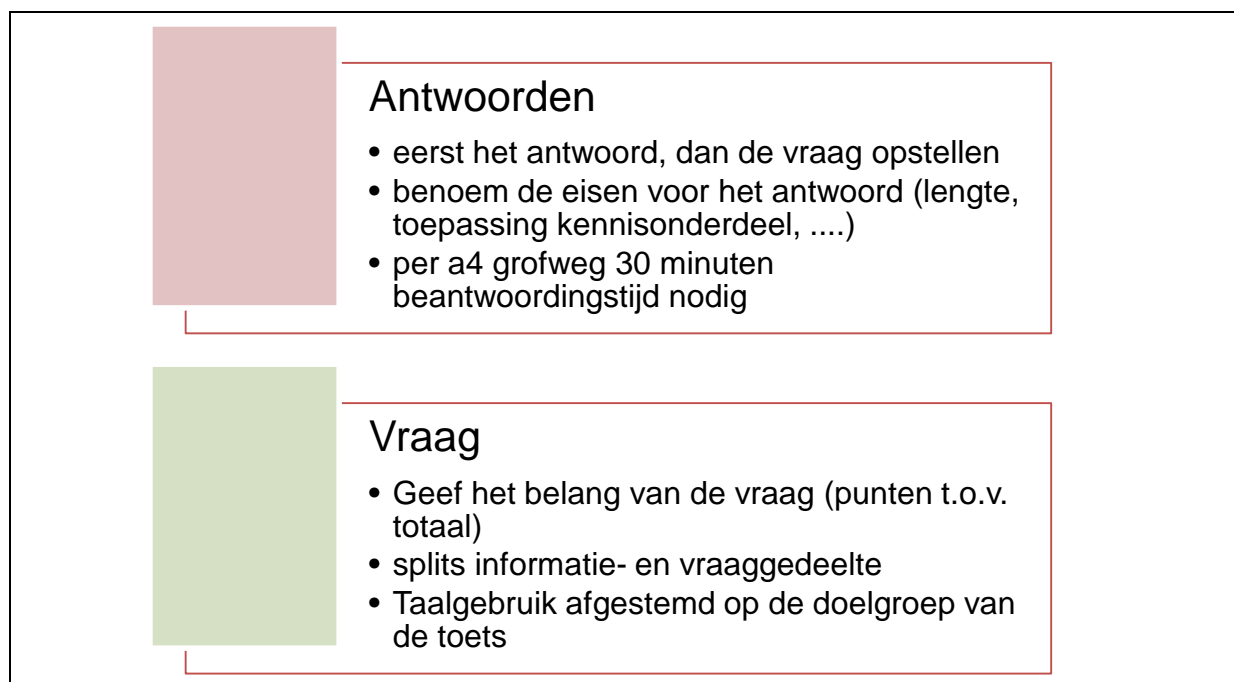 Antwoorden
• eerst het antwoord, dan de vraag opstellen
• benoem de eisen voor het antwoord (lengte,
toepassing kennisonderdeel, ....)
• per a4 grofweg 30 minuten
beantwoordingstijd nodig
Vraag
• Geef het belang van de vraag (punten t.o.v.
totaal)
• splits informatie- en vraaggedeelte
• Taalgebruik afgestemd op de doelgroep van
de toets